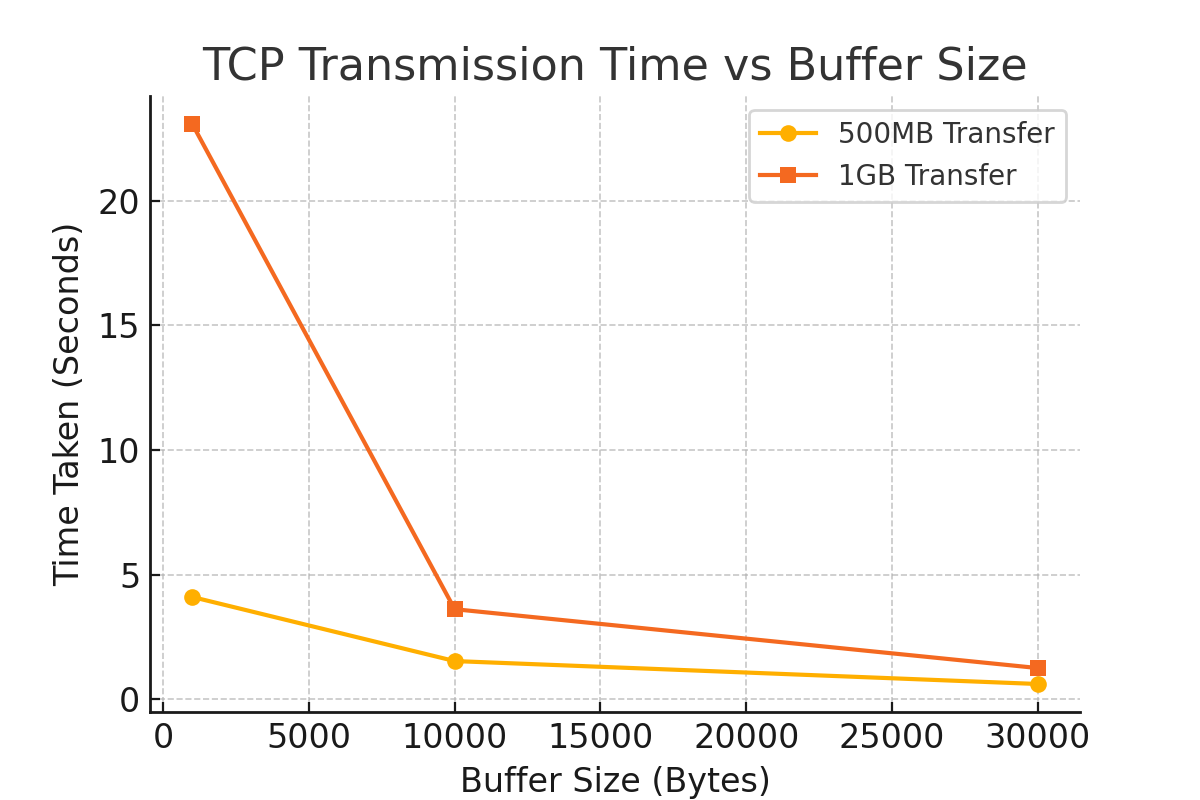 TCP Transmission Time vs Buffer Size
500MB Transfer
1GB Transfer
Time Taken (Seconds)
20
15
10
5
0
0 5000 10000 15000 20000 25000 30000
Buffer Size (Bytes)